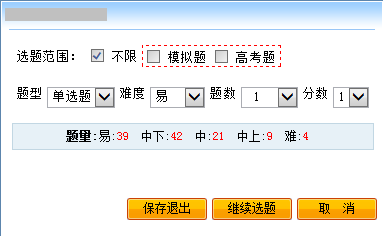 选题范围: 不限 模拟题 高考题
题型 单选题 难度 易 题数 1 分数 1
题量:易:39 中下:42 中:21 中上:9 难:4
保存退出 继续选题 取 消